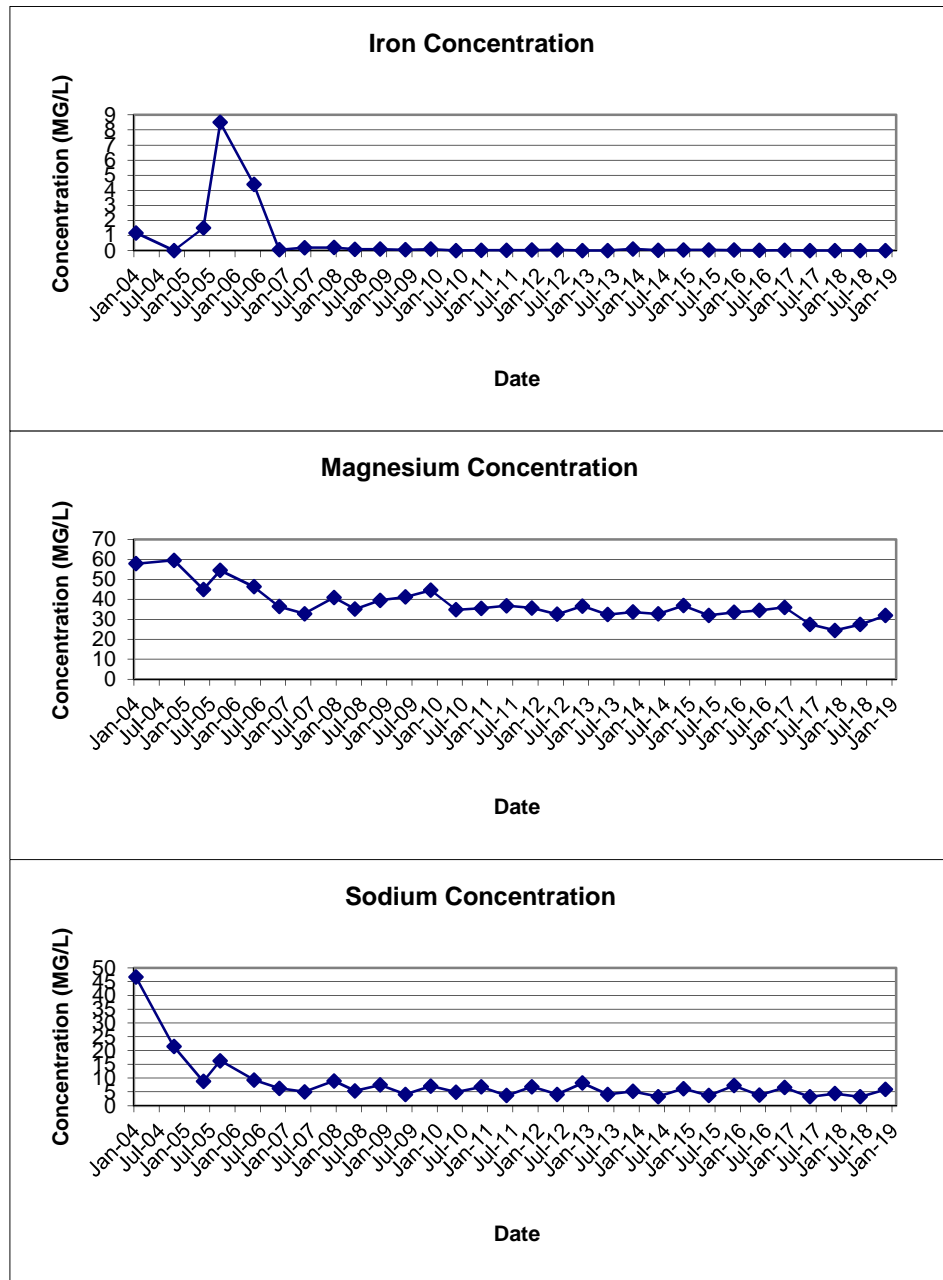 Iron Concentration
Concentration (MG/L)
9
8
7
6
5
4
3
2
1
0
Jan-04
Jul-04
Jan-05
Jul-05
Jan-06
Jul-06
Jan-07
Jul-07
Jan-08
Jul-08
Jan-09
Jul-09
Jan-10
Jul-10
Jan-11
Jul-11
Jan-12
Jul-12
Jan-13
Jul-13
Jan-14
Jul-14
Jan-15
Jul-15
Jan-16
Jul-16
Jan-17
Jul-17
Jan-18
Jul-18
Jan-19
Date
Magnesium Concentration
Concentration (MG/L)
70
60
50
40
30
20
10
0
Jan-04
Jul-04
Jan-05
Jul-05
Jan-06
Jul-06
Jan-07
Jul-07
Jan-08
Jul-08
Jan-09
Jul-09
Jan-10
Jul-10
Jan-11
Jul-11
Jan-12
Jul-12
Jan-13
Jul-13
Jan-14
Jul-14
Jan-15
Jul-15
Jan-16
Jul-16
Jan-17
Jul-17
Jan-18
Jul-18
Jan-19
Date
Sodium Concentration
Concentration (MG/L)
50
45
40
35
30
25
20
15
10
5
0
Jan-04
Jul-04
Jan-05
Jul-05
Jan-06
Jul-06
Jan-07
Jul-07
Jan-08
Jul-08
Jan-09
Jul-09
Jan-10
Jul-10
Jan-11
Jul-11
Jan-12
Jul-12
Jan-13
Jul-13
Jan-14
Jul-14
Jan-15
Jul-15
Jan-16
Jul-16
Jan-17
Jul-17
Jan-18
Jul-18
Jan-19
Date